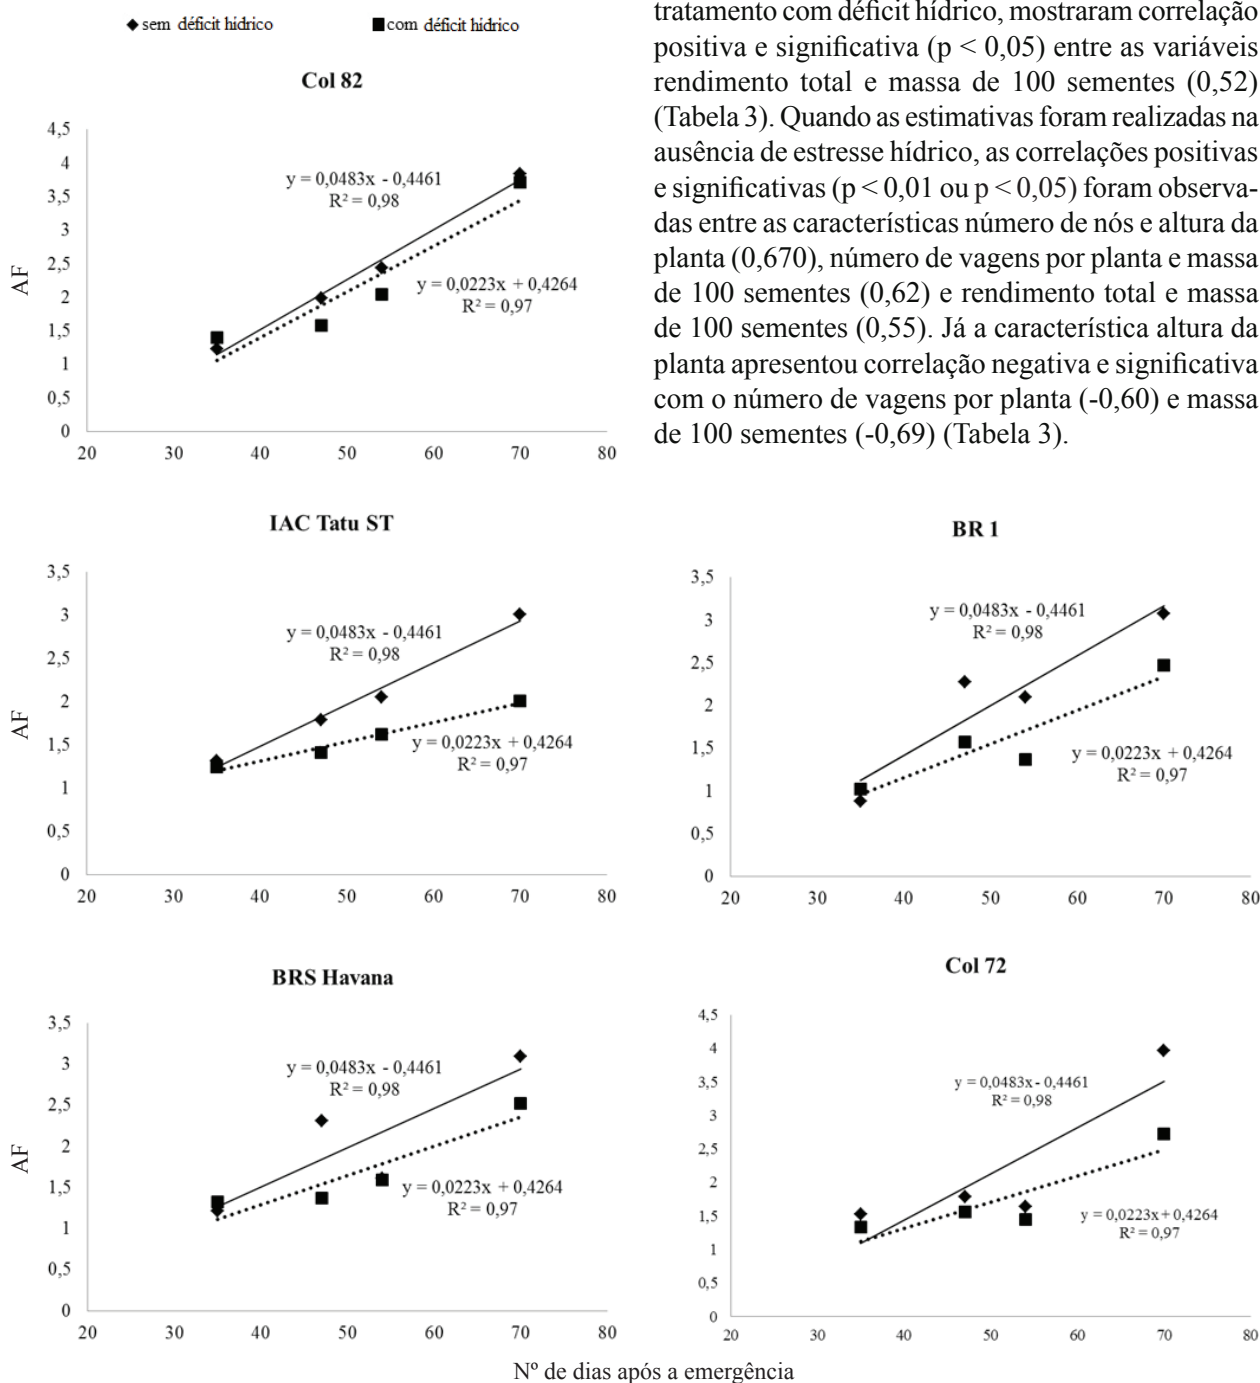 sem déficit hídrico com déficit hídrico
Col 82
4,5
4
3,5
3
2,5
2
1,5
1
0,5
0
AF
y = 0,0483x - 0,4461
R² = 0,98
y = 0,0223x + 0,4264
R² = 0,97
20 30 40 50 60 70 80
tratamento com déficit hídrico, mostraram correlação
positiva e significativa (p < 0,05) entre as variáveis
rendimento total e massa de 100 sementes (0,52)
(Tabela 3). Quando as estimativas foram realizadas na
ausência de estresse hídrico, as correlações positivas
e significativas (p < 0,01 ou p < 0,05) foram observa-
das entre as características número de nós e altura da
planta (0,670), número de vagens por planta e massa
de 100 sementes (0,62) e rendimento total e massa
de 100 sementes (0,55). Já a característica altura da
planta apresentou correlação negativa e significativa
com o número de vagens por planta (-0,60) e massa
de 100 sementes (-0,69) (Tabela 3).
IAC Tatu ST
3,5
3
2,5
2
1,5
1
0,5
0
AF
y = 0,0483x - 0,4461
R² = 0,98
y = 0,0223x + 0,4264
R² = 0,97
20 30 40 50 60 70 80
BR 1
3,5
3
2,5
2
1,5
1
0,5
0
y = 0,0483x - 0,4461
R² = 0,98
y = 0,0223x + 0,4264
R² = 0,97
20 30 40 50 60 70 80
BRS Havana
3,5
3
2,5
2
1,5
1
0,5
0
AF
y = 0,0483x - 0,4461
R² = 0,98
y = 0,0223x + 0,4264
R² = 0,97
20 30 40 50 60 70 80
Col 72
4,5
4
3,5
3
2,5
2
1,5
1
0,5
0
y = 0,0483x - 0,4461
R² = 0,98
y = 0,0223x + 0,4264
R² = 0,97
20 30 40 50 60 70 80
Nº de dias após a emergência